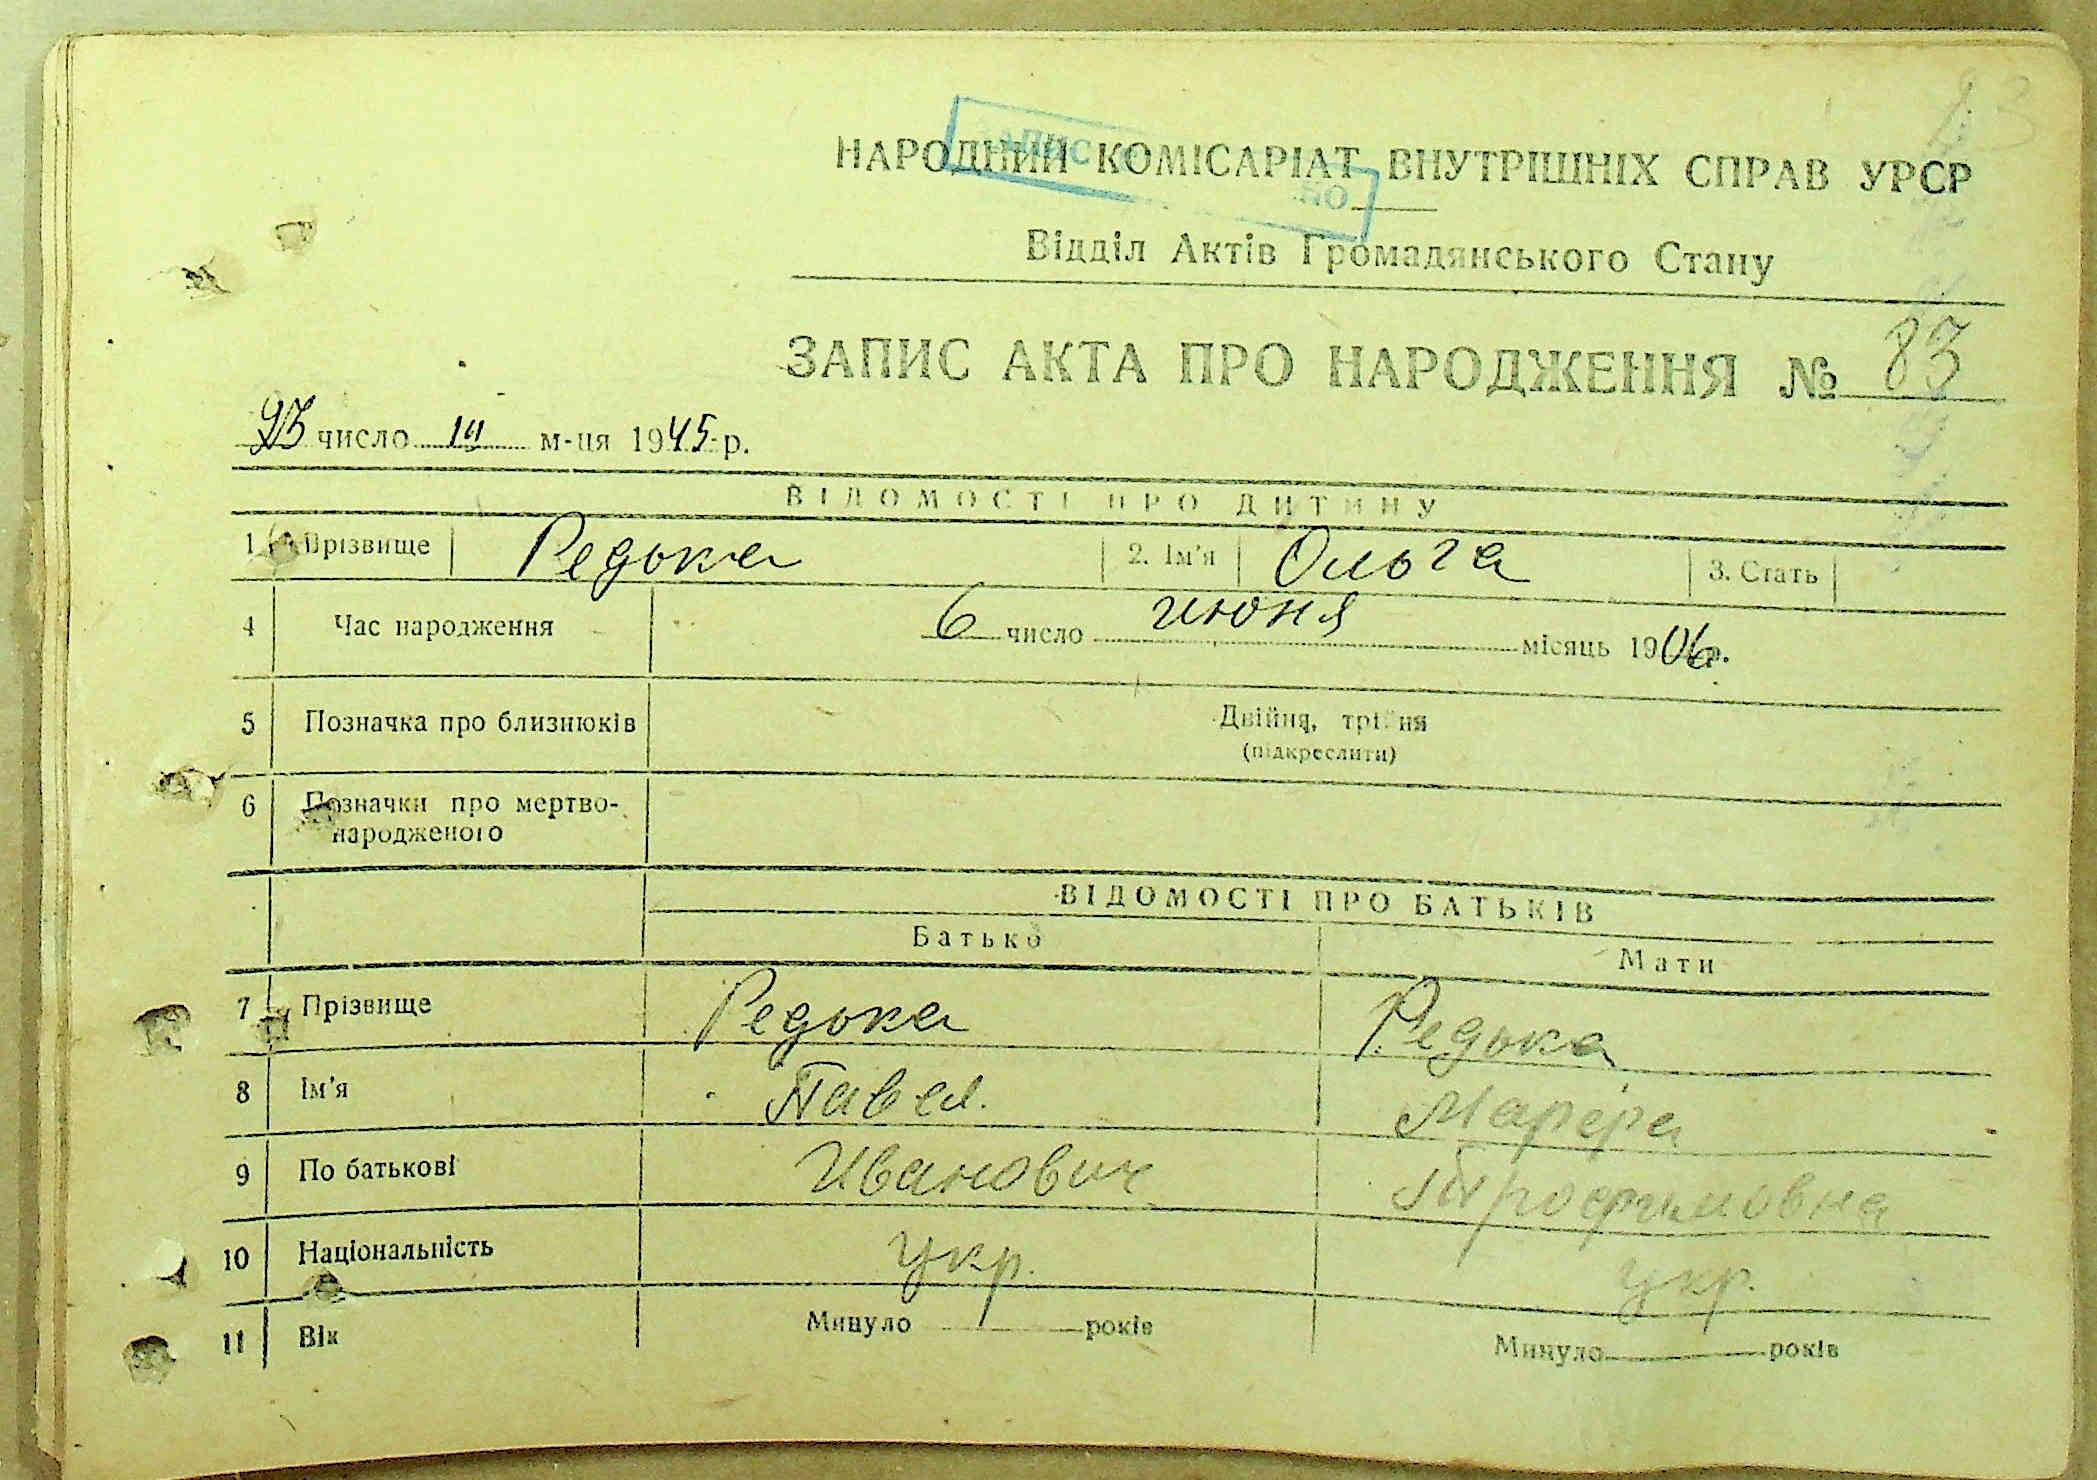 НАРОДНИЙ КОМІСАРІАТ ВНУТРІШНІХ СПРАВ УРСР
Відділ Актів Громадянського Стану
ЗАПИС АКТА ПРО НАРОДЖЕННЯ № 83
23 число м-ця 1945 р.
ВІДОМОСТІ ПРО ДИТИНУ
1 Прізвище Редька 2. Ім'я Ольга 3. Стать
4 Час народження 6 число июня місяць 1906 р.
5 Позначка про близнюків Двійня, трійня
(підкреслити)
6 Позначки про мертво-
народженого
ВІДОМОСТІ ПРО БАТЬКІВ
Батько Мати
7 Прізвище Редька Редька
8 Ім'я Павел
9 По батькові Иванович Трофимовна
10 Національність укр. укр.
11 Вік Минуло років Минуло років